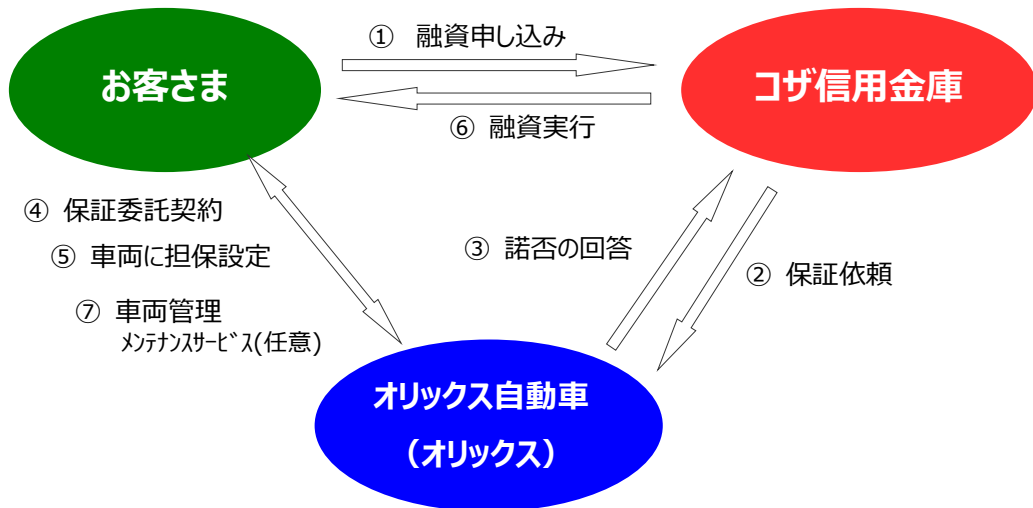 ① 融資申し込み
お客さま
コザ信用金庫
⑥ 融資実行
④ 保証委託契約
⑤ 車両に担保設定
③ 諾否の回答
② 保証依頼
⑦ 車両管理
ﾒﾝﾃﾅﾝｽｻｰﾋﾞｽ(任意)
オリックス自動車
（オリックス）